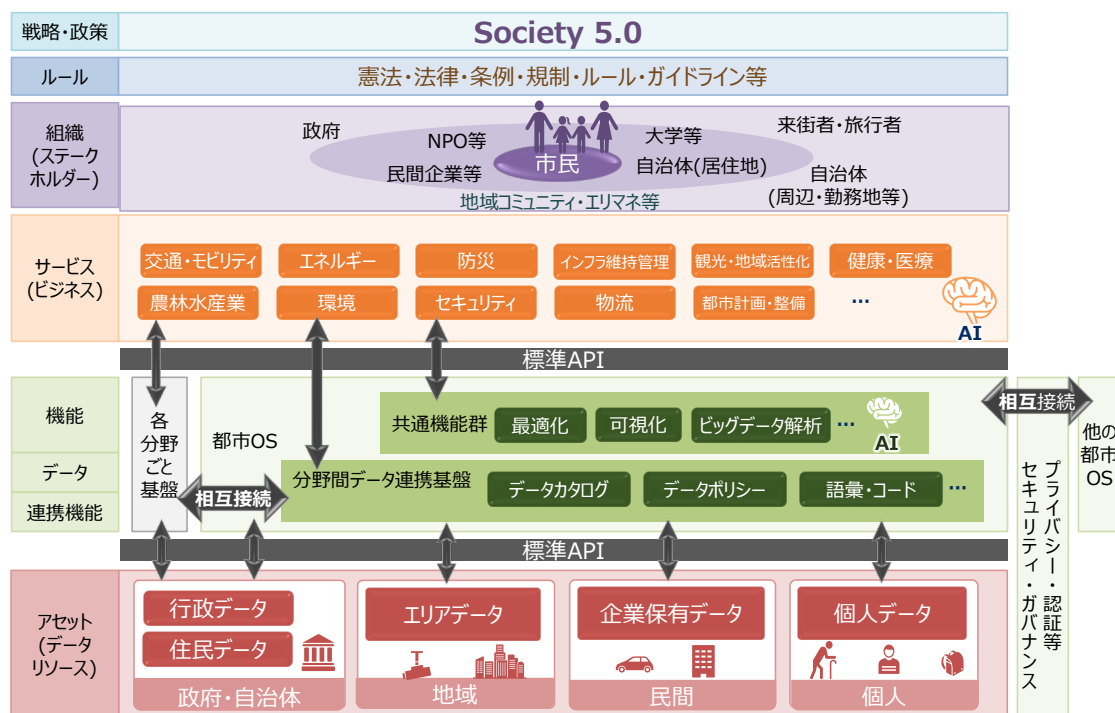 戦略・政策
Society 5.0
ルール
憲法・法律・条例・規制・ルール・ガイドライン等
組織
(ステーク
ホルダー)
政府
NPO等
民間企業等
市民
大学等
自治体(居住地)
来街者・旅行者
自治体
(周辺・勤務地等)
地域コミュニティ・エリマネ等
サービス
(ビジネス)
交通・モビリティ
エネルギー
防災
インフラ維持管理
観光・地域活性化
健康・医療
農林水産業
環境
セキュリティ
物流
都市計画・整備
…
AI
標準API
機能
データ
連携機能
各
分野
ごと
基盤
都市OS
相互接続
共通機能群
最適化
可視化
ビッグデータ解析
…
AI
分野間データ連携基盤
データカタログ
データポリシー
語彙・コード
…
相互接続
他の
都市
OS
プライバシー・認証等
セキュリティ・ガバナンス
標準API
アセット
(データ
リソース)
行政データ
住民データ
政府・自治体
エリアデータ
地域
企業保有データ
民間
個人データ
個人